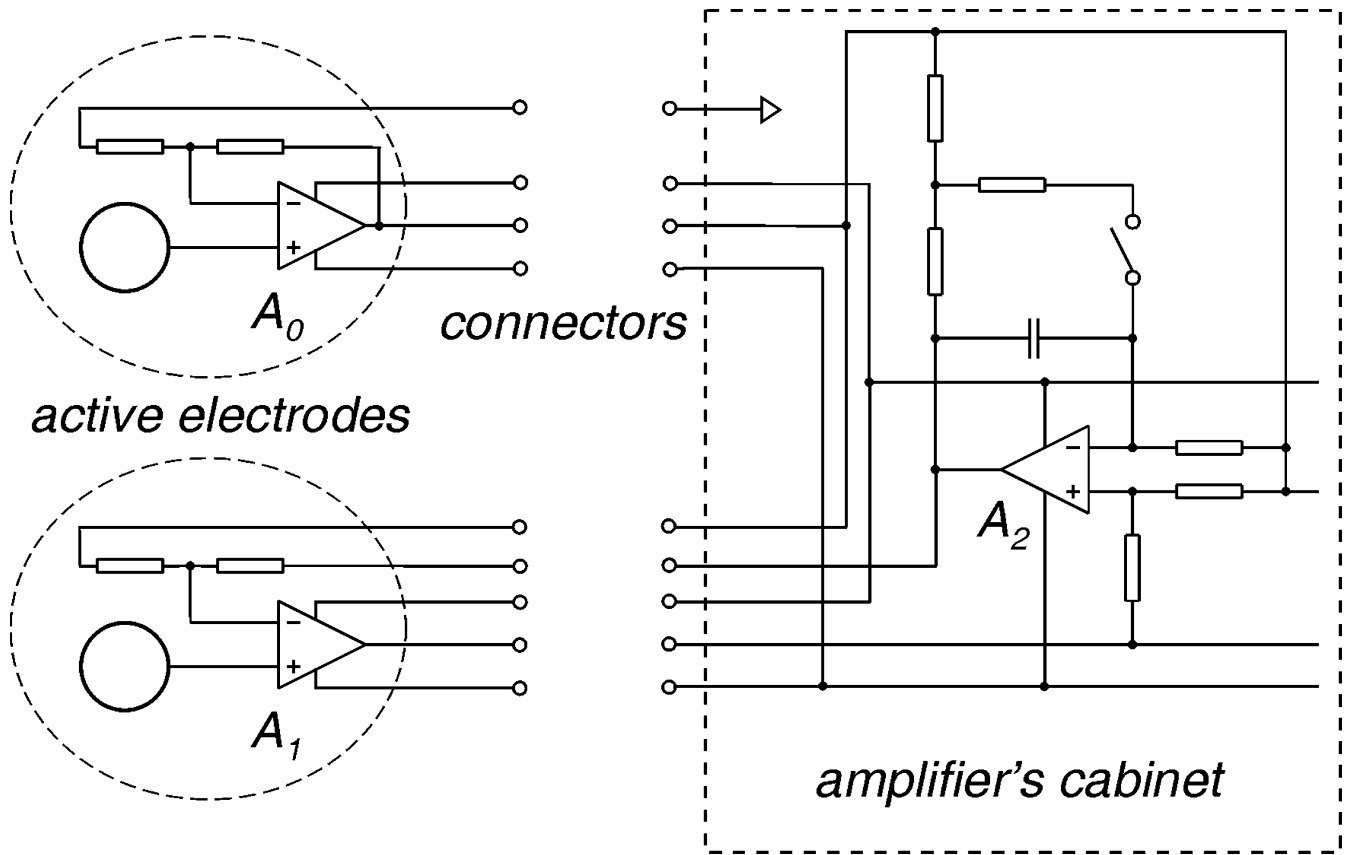 A0
connectors
active electrodes
A2
A1
amplifier's cabinet